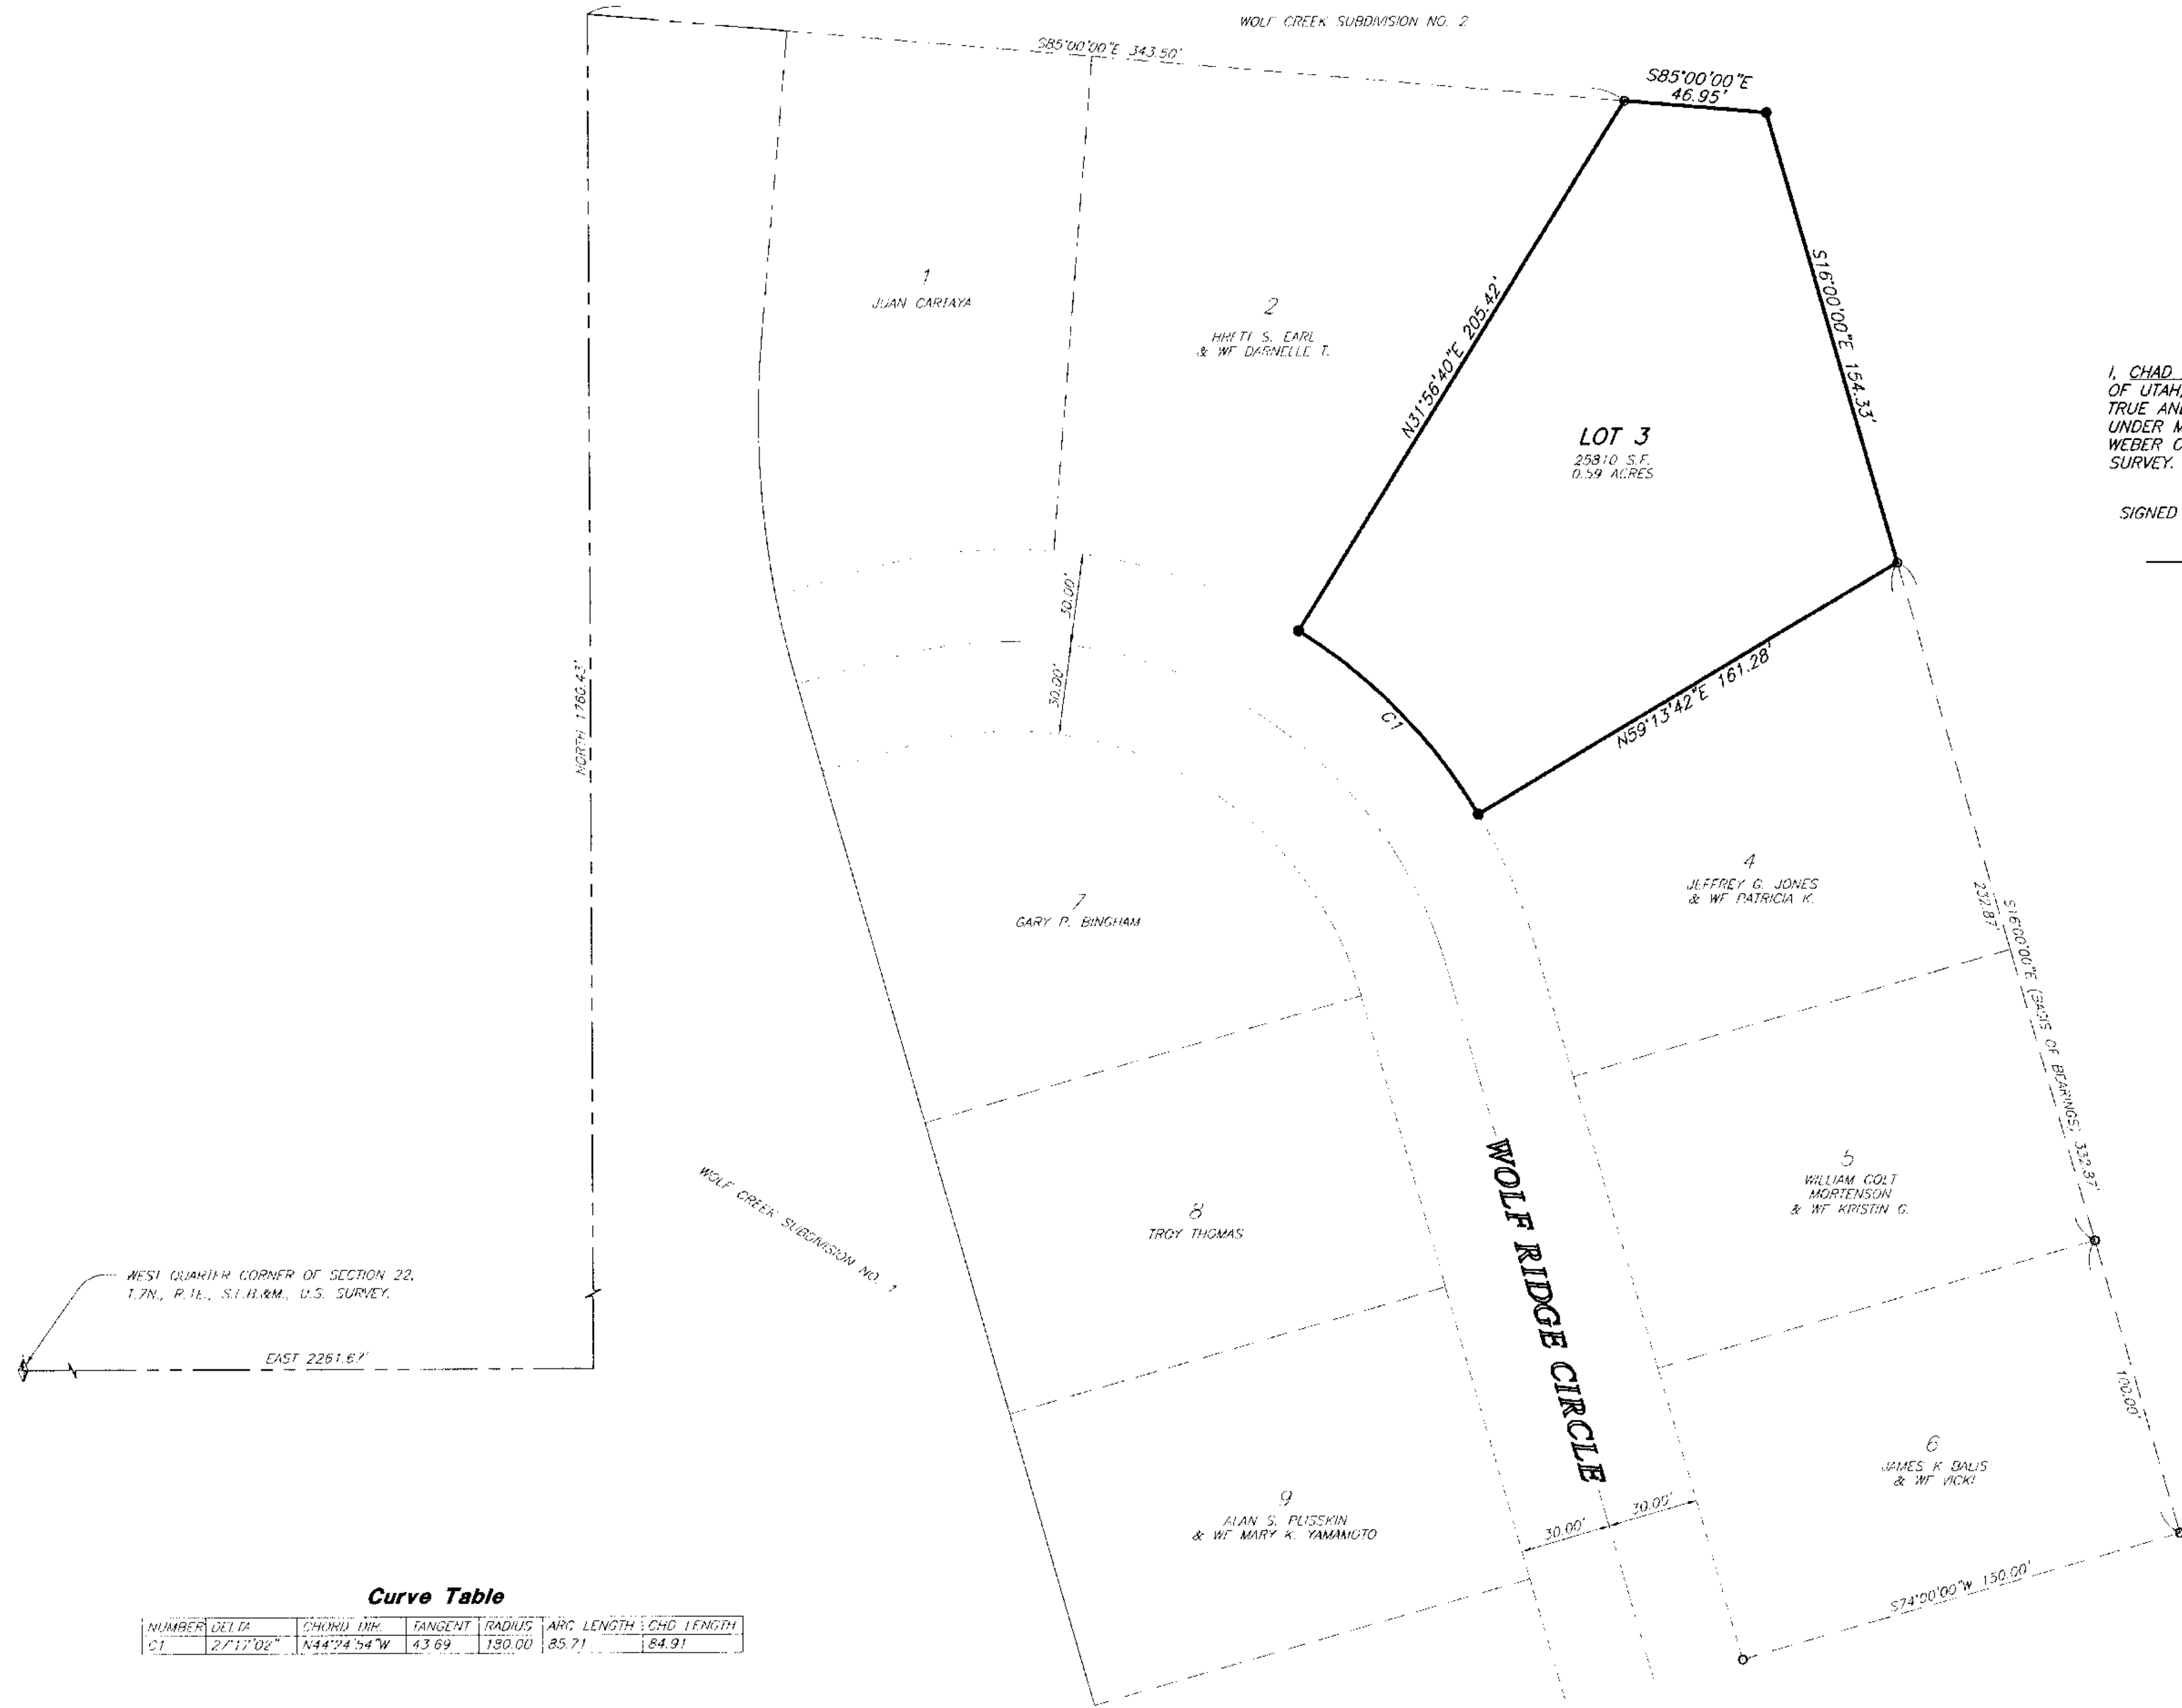 WOLF CREEK SUBDIVISION NO. 2
S85°00'00"E 343.50'
S85°00'00"E
46.95'
N31°56'40"E 205.42'
S16°00'00"E 154.33'
LOT 3
25810 S.F.
0.59 ACRES
1
JUAN CARTAYA
2
BRETT S. EARL
& WF DARNELLE T.
I, CHAD
OF UTAH,
TRUE AND
UNDER M
WEBER C
SURVEY.
SIGNED
30.00'
30.00'
C1
N59°13'42"E 161.28'
NORTH 1760.43'
4
JEFFREY G. JONES
& WF PATRICIA K.
7
GARY P. BINGHAM
232.87'
S16°00'00"E (BASIS OF BEARINGS) 332.87'
WOLF CREEK SUBDIVISION NO. 1
8
TROY THOMAS
WOLF RIDGE CIRCLE
5
WILLIAM COLT
MORTENSON
& WF KRISTIN G.
WEST QUARTER CORNER OF SECTION 22,
T.7N., R.1E., S.L.B.&M., U.S. SURVEY.
EAST 2261.67'
100.00'
9
ALAN S. PLISSKIN
& WF MARY K. YAMAMOTO
6
JAMES K BALIS
& WF VICKI
30.00'
30.00'
S74°00'00"W 150.00'
Curve Table
NUMBER DELTA CHORD DIR. TANGENT RADIUS ARC LENGTH CHD LENGTH
C1 27°17'02" N44°24'54"W 43.69 180.00 85.71 84.91